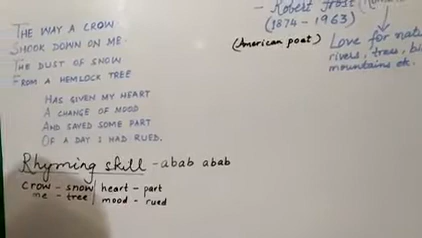 THE WAY A CROW
SHOOK DOWN ON ME
THE DUST OF SNOW
FROM A HEMLOCK TREE
HAS GIVEN MY HEART
A CHANGE OF MOOD
AND SAVED SOME PART
OF A DAY I HAD RUED.
Rhyming skill - abab abab
crow - snow | heart - part
me - tree | mood - rued
- Robert Frost
(1874 - 1963)
(American poet)
Love for
rivers, trees,
mountains etc.